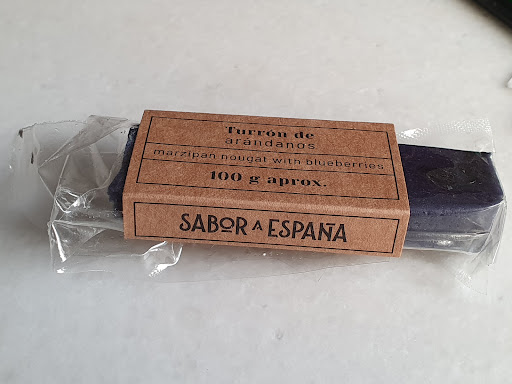 Turrón de
arándanos
marzipan nougat with blueberries
100 g aprox.
SABOR A ESPAÑA